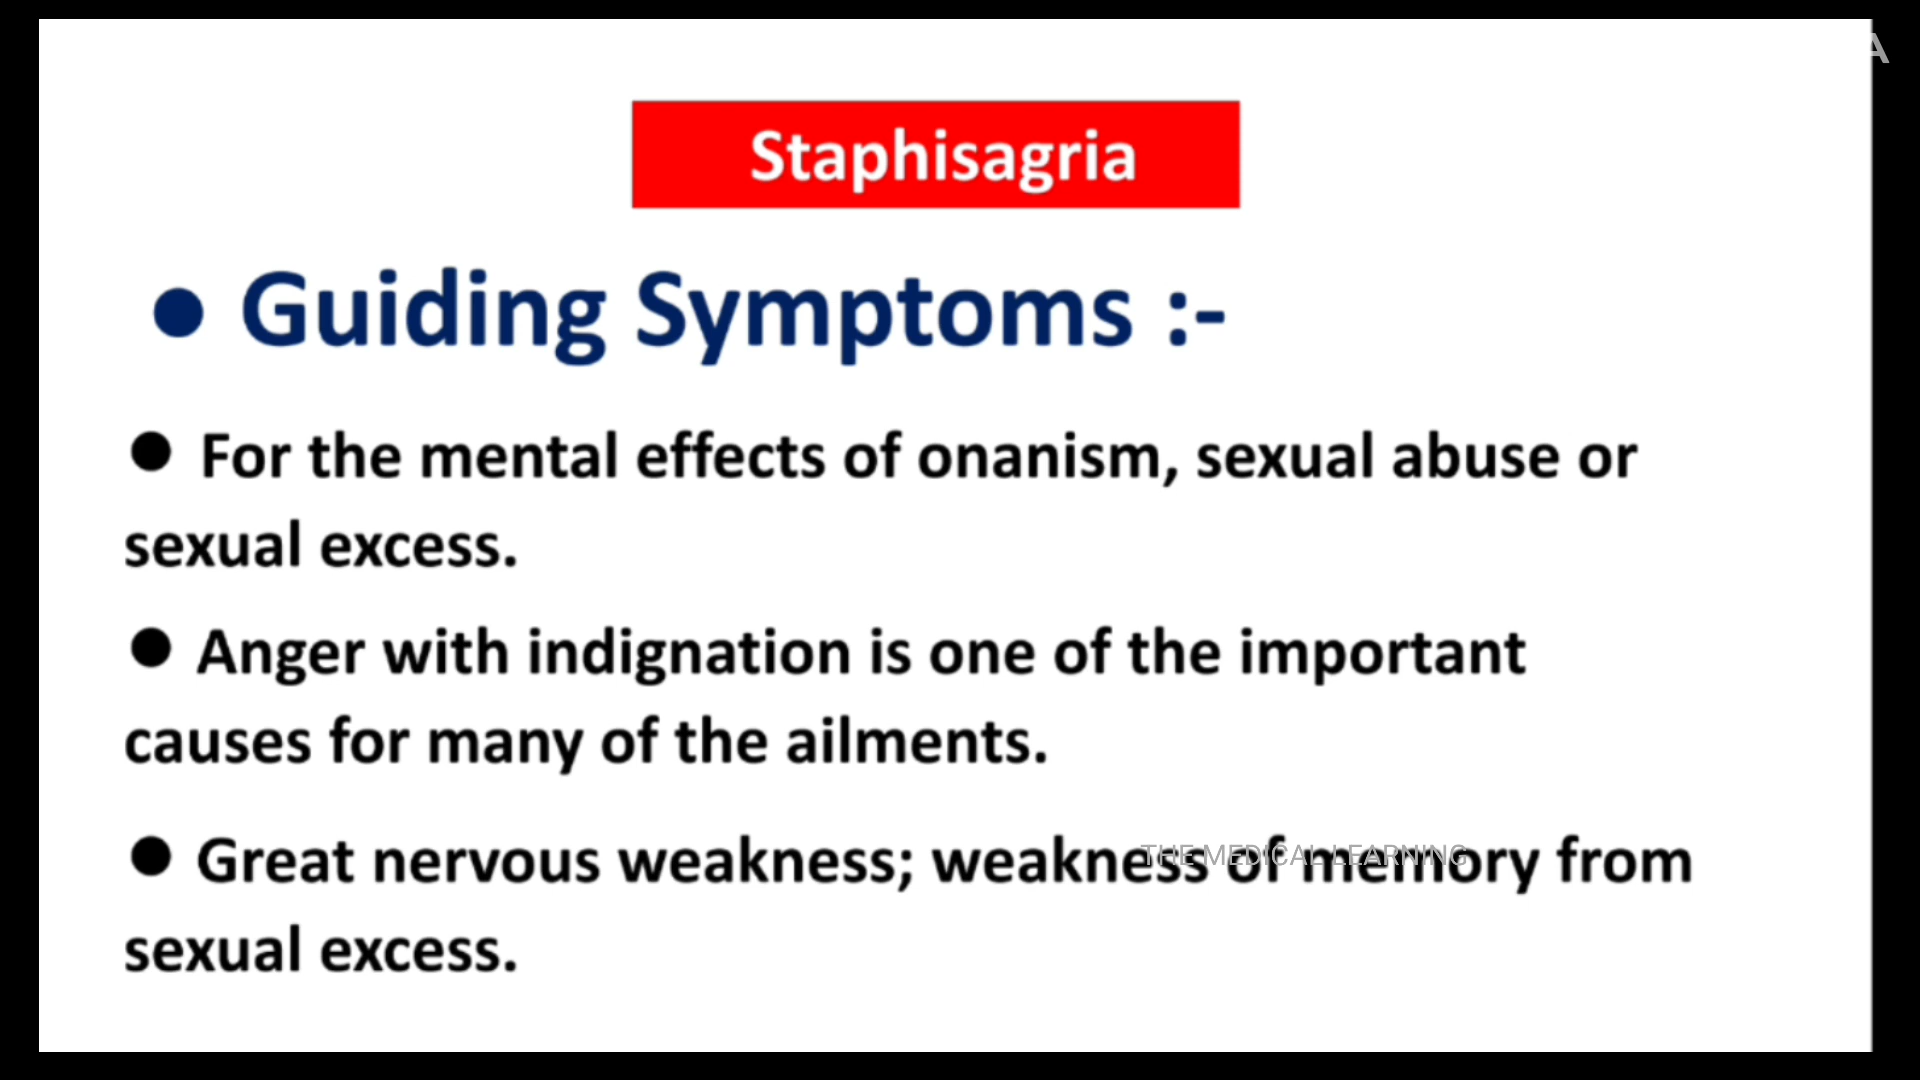 A
Staphisagria
● Guiding Symptoms :-
● For the mental effects of onanism, sexual abuse or
sexual excess.
● Anger with indignation is one of the important
causes for many of the ailments.
● Great nervous weakness; weakness of memory from
THE MEDICAL LEARNING
sexual excess.